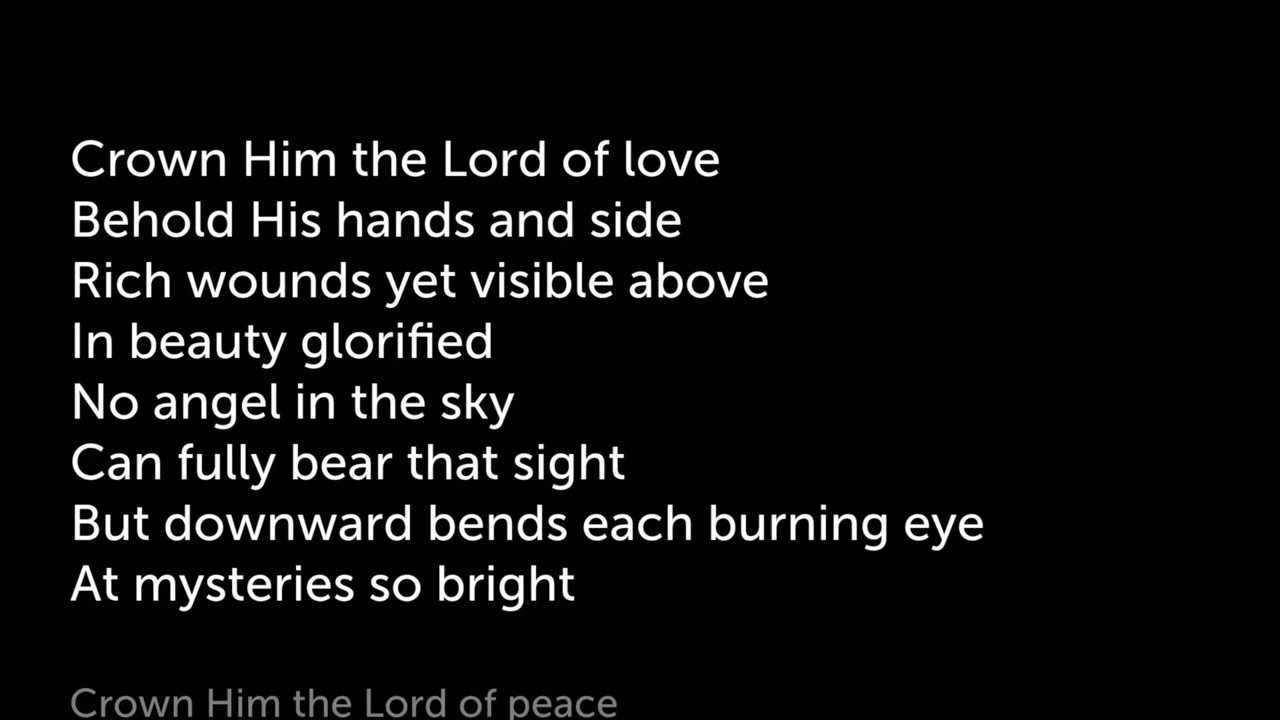 Crown Him the Lord of love
Behold His hands and side
Rich wounds yet visible above
In beauty glorified
No angel in the sky
Can fully bear that sight
But downward bends each burning eye
At mysteries so bright
Crown Him the Lord of peace